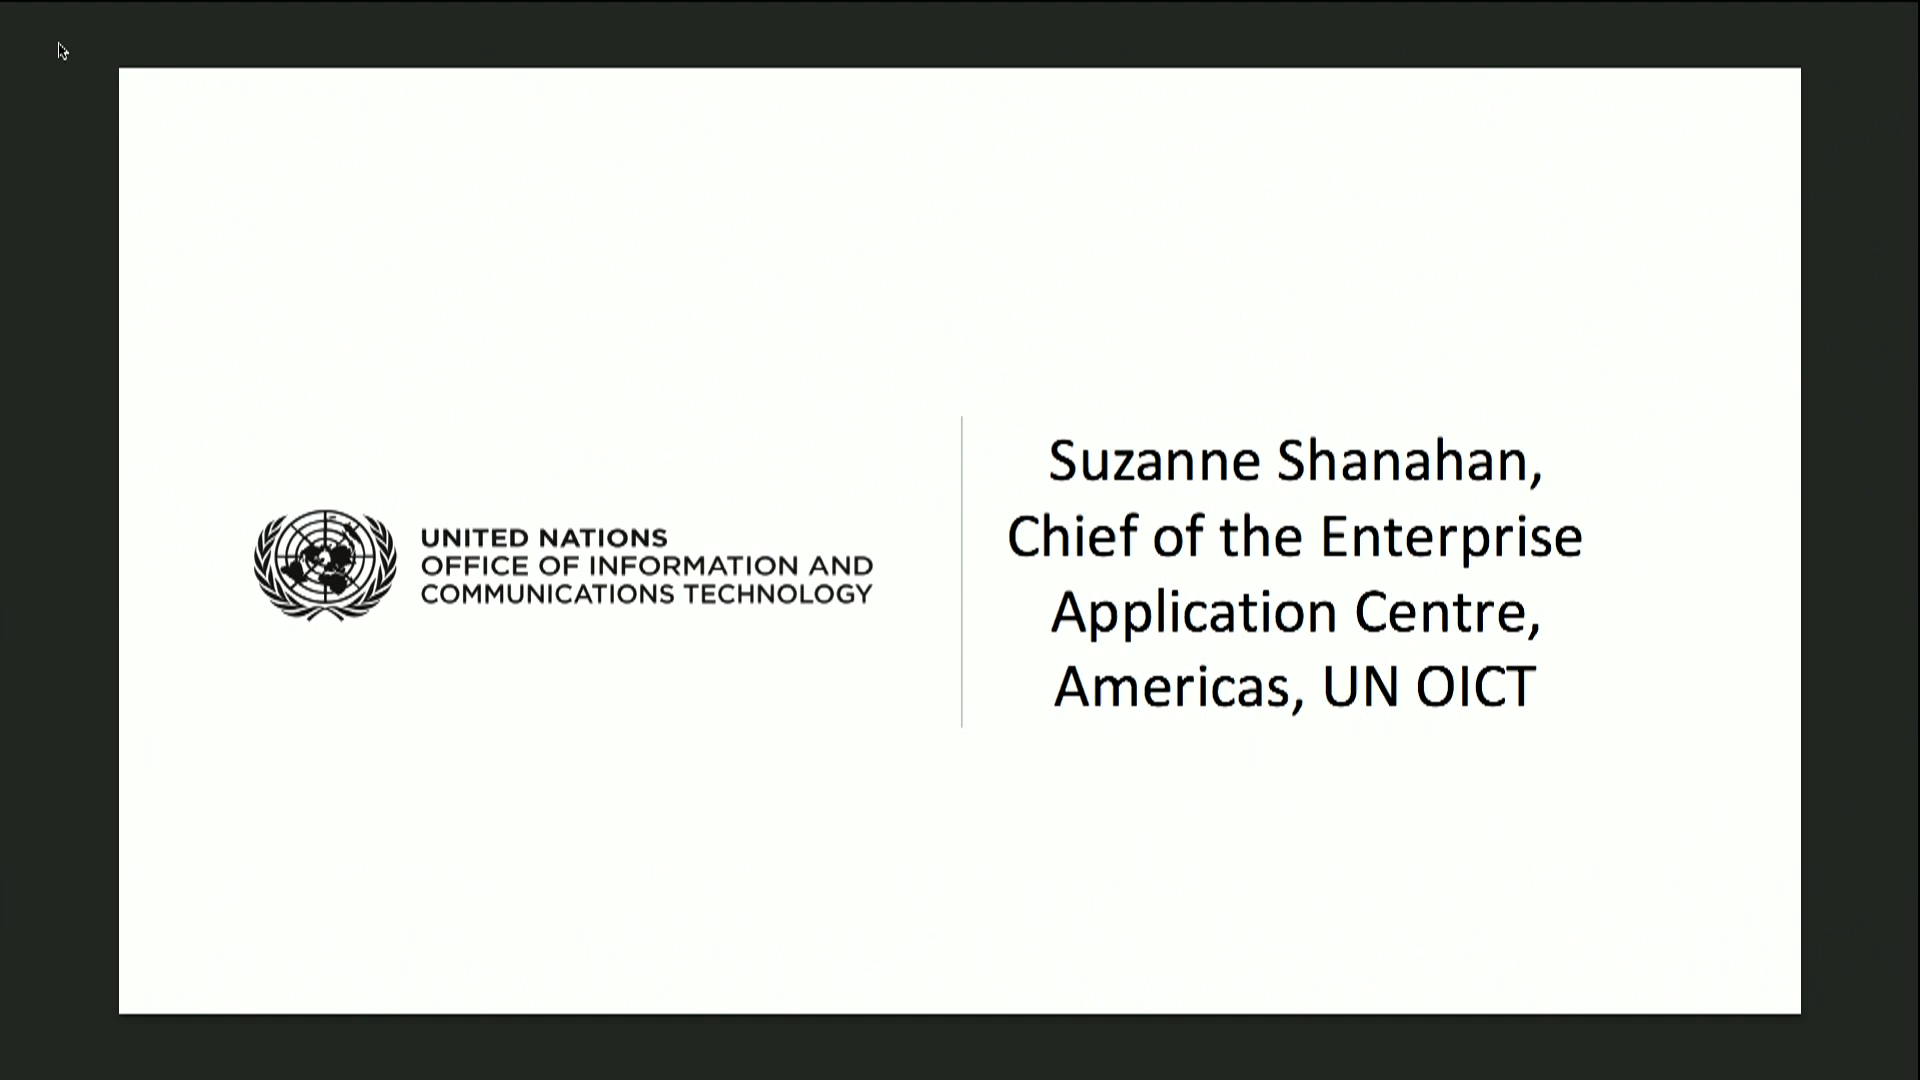 UNITED NATIONS
OFFICE OF INFORMATION AND
COMMUNICATIONS TECHNOLOGY
Suzanne Shanahan,
Chief of the Enterprise
Application Centre,
Americas, UN OICT